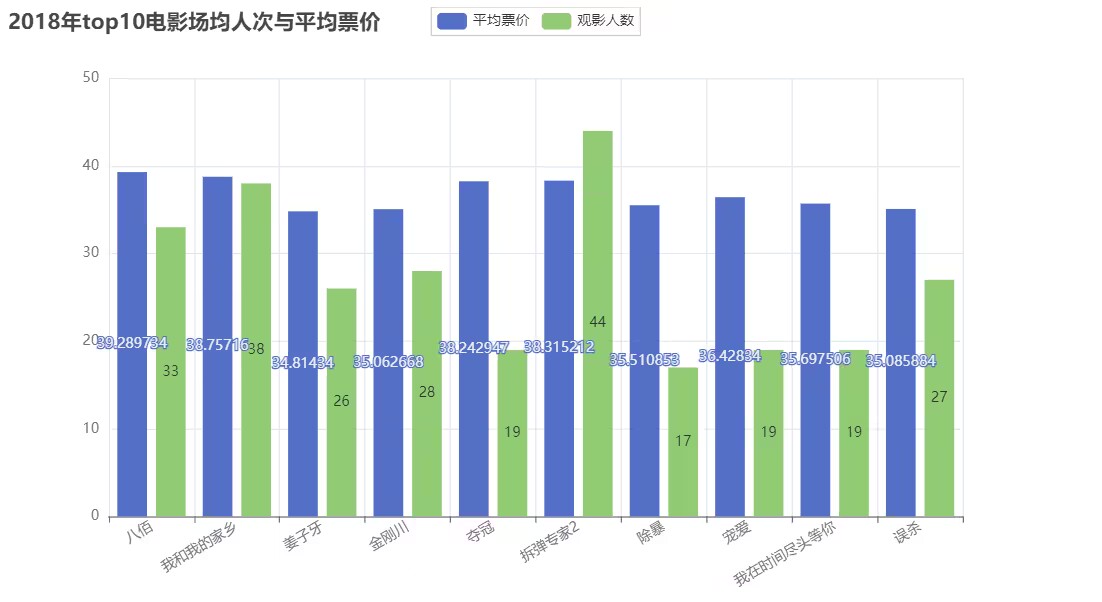 2018年top10电影场均人次与平均票价
平均票价 观影人数
50
40
30
20
10
0
39.289734
33
38.75716
38
34.81434
26
35.062668
28
38.242947
19
38.315212
44
35.510853
17
36.42834
19
35.697506
19
35.085884
27
八佰
我和我的家乡
姜子牙
金刚川
夺冠
拆弹专家2
除暴
宠爱
我在时间尽头等你
误杀